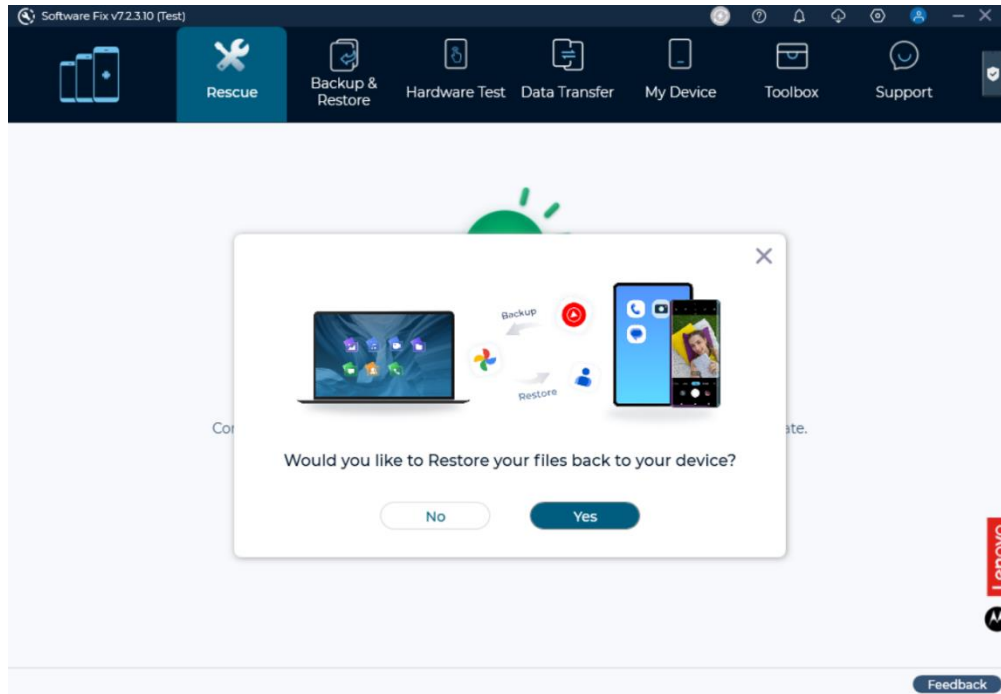 Software Fix v7.2.3.10 (Test)
Rescue
Backup &
Restore
Hardware Test
Data Transfer
My Device
Toolbox
Support
Backup
Restore
ate.
Would you like to Restore your files back to your device?
No
Yes
Lenovo
Feedback